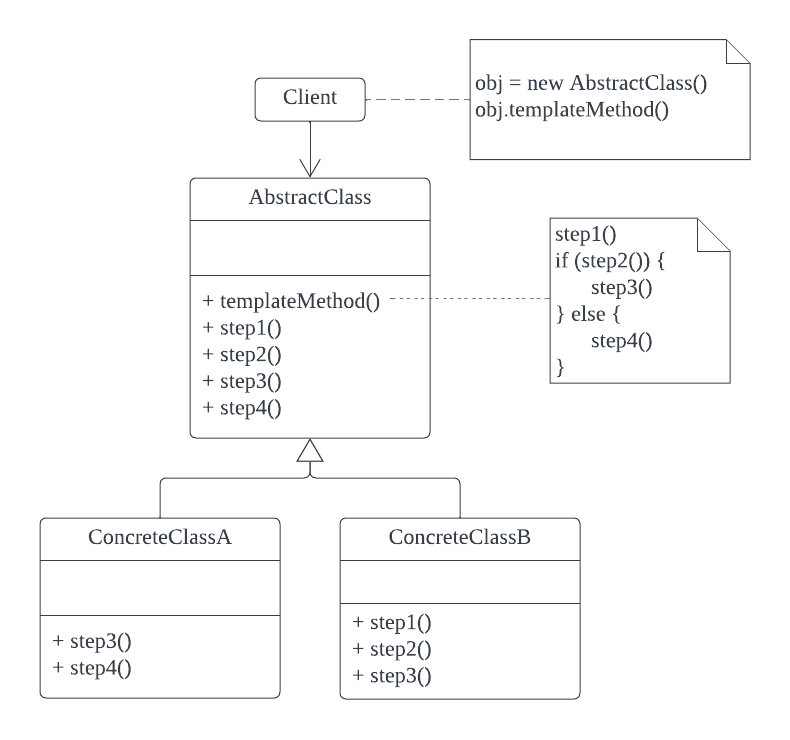 Client
obj = new AbstractClass()
obj.templateMethod()
AbstractClass
+ templateMethod()
+ step1()
+ step2()
+ step3()
+ step4()
step1()
if (step2()) {
step3()
} else {
step4()
}
ConcreteClassA
+ step3()
+ step4()
ConcreteClassB
+ step1()
+ step2()
+ step3()